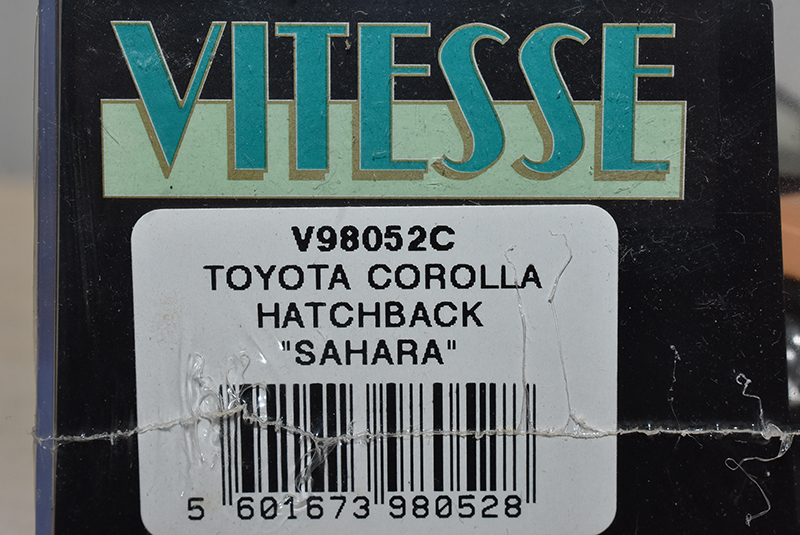 VITESSE
V98052C
TOYOTA COROLLA
HATCHBACK
"SAHARA"
5 601673 980528